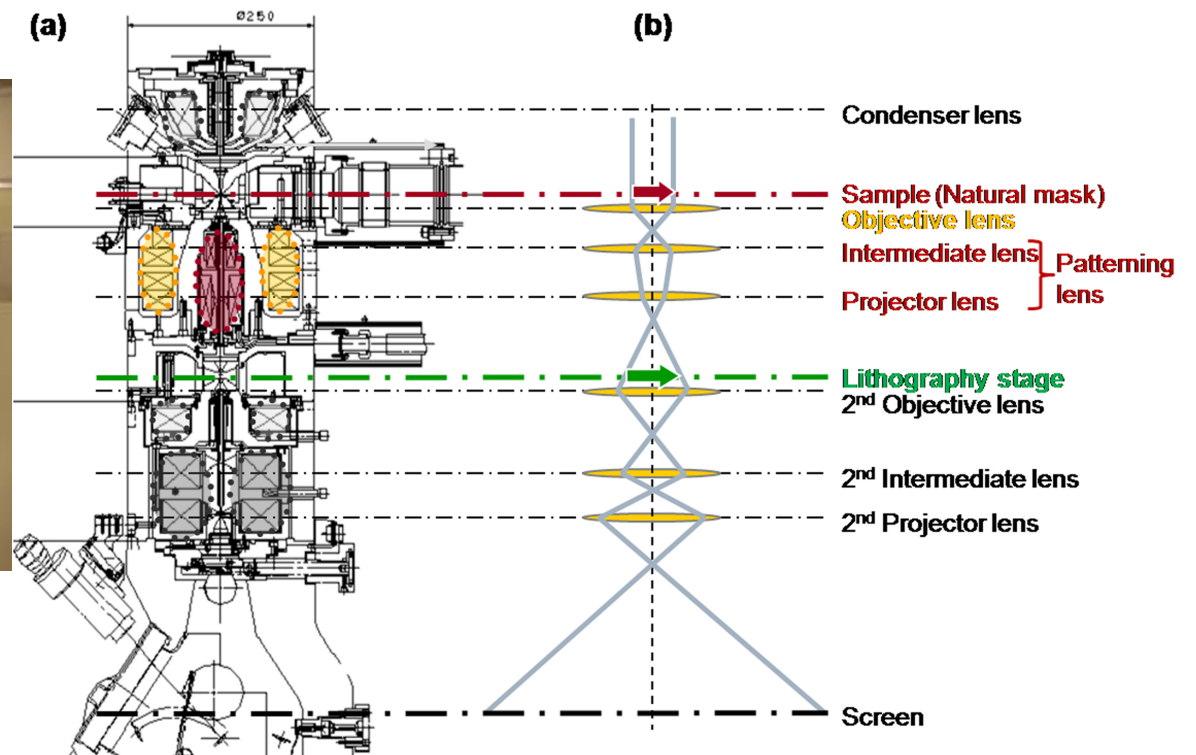 (a)
Ø250
(b)
Condenser lens
Sample (Natural mask)
Objective lens
Intermediate lens
Patterning
lens
Projector lens
Lithography stage
2nd Objective lens
2nd Intermediate lens
2nd Projector lens
Screen